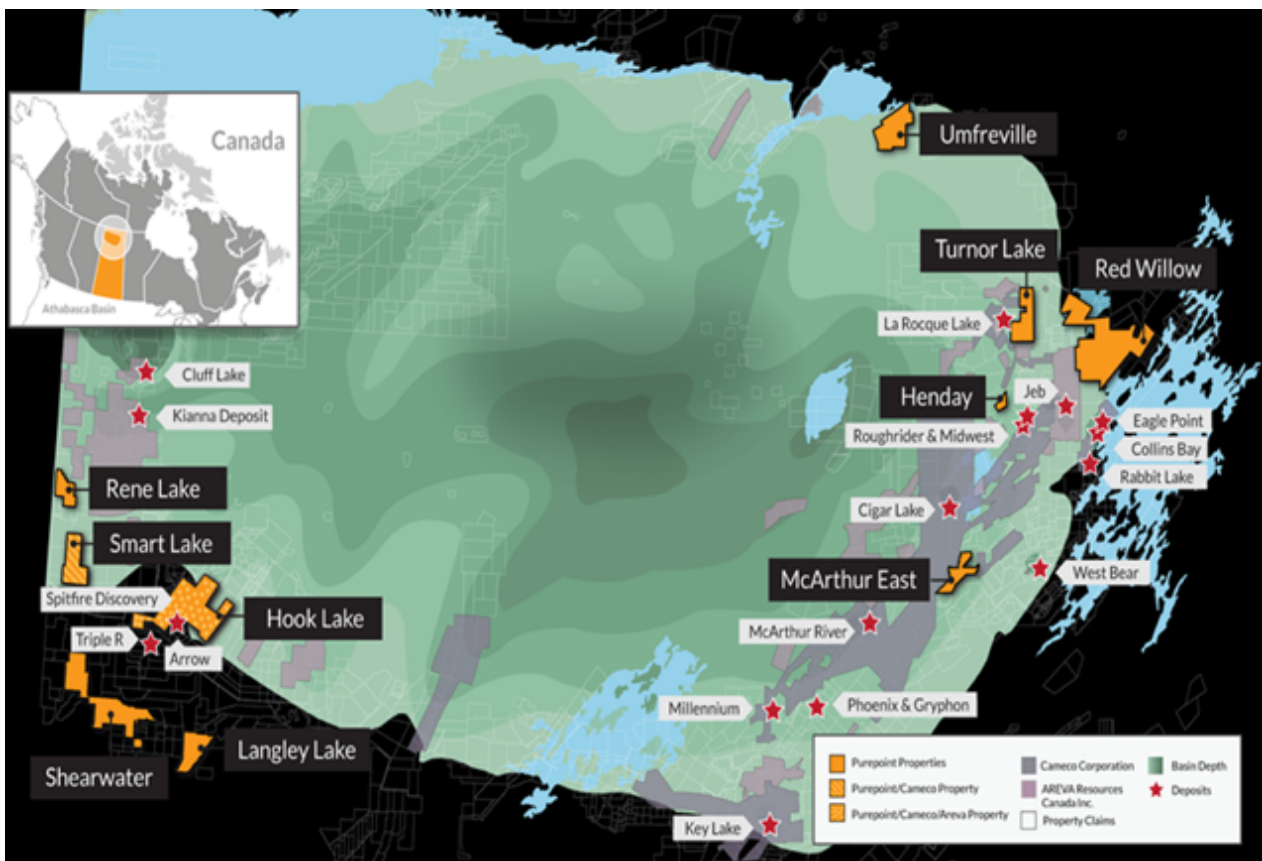 Canada
Athabasca Basin
Umfreville
Turnor Lake
Red Willow
La Rocque Lake
Cluff Lake
Kianna Deposit
Henday
Jeb
Roughrider & Midwest
Eagle Point
Collins Bay
Rabbit Lake
Rene Lake
Cigar Lake
Smart Lake
McArthur East
West Bear
Spitfire Discovery
Hook Lake
McArthur River
Triple R
Arrow
Millennium
Phoenix & Gryphon
Langley Lake
Shearwater
Key Lake
Purepoint Properties
Purepoint/Cameco Property
Purepoint/Cameco/Areva Property
Cameco Corporation
AREVA Resources
Canada Inc.
Property Claims
Basin Depth
Deposits